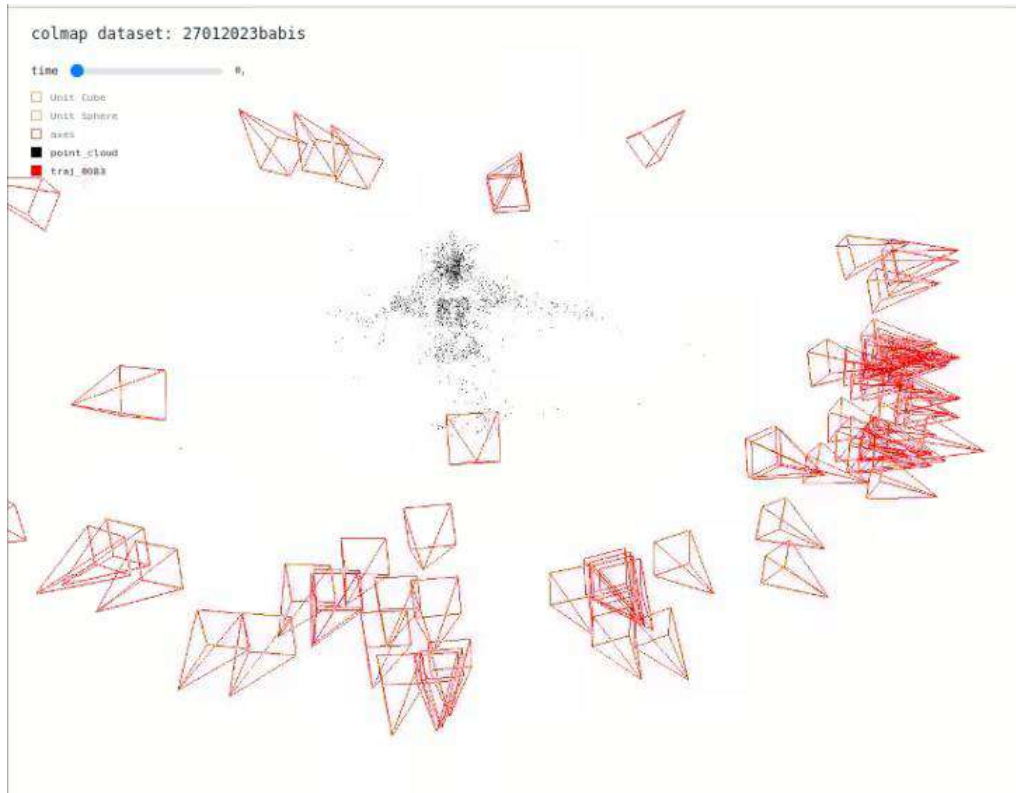 colmap dataset: 27012023babis
time 0,
Unit Cube
Unit Sphere
axes
point_cloud
traj_0083